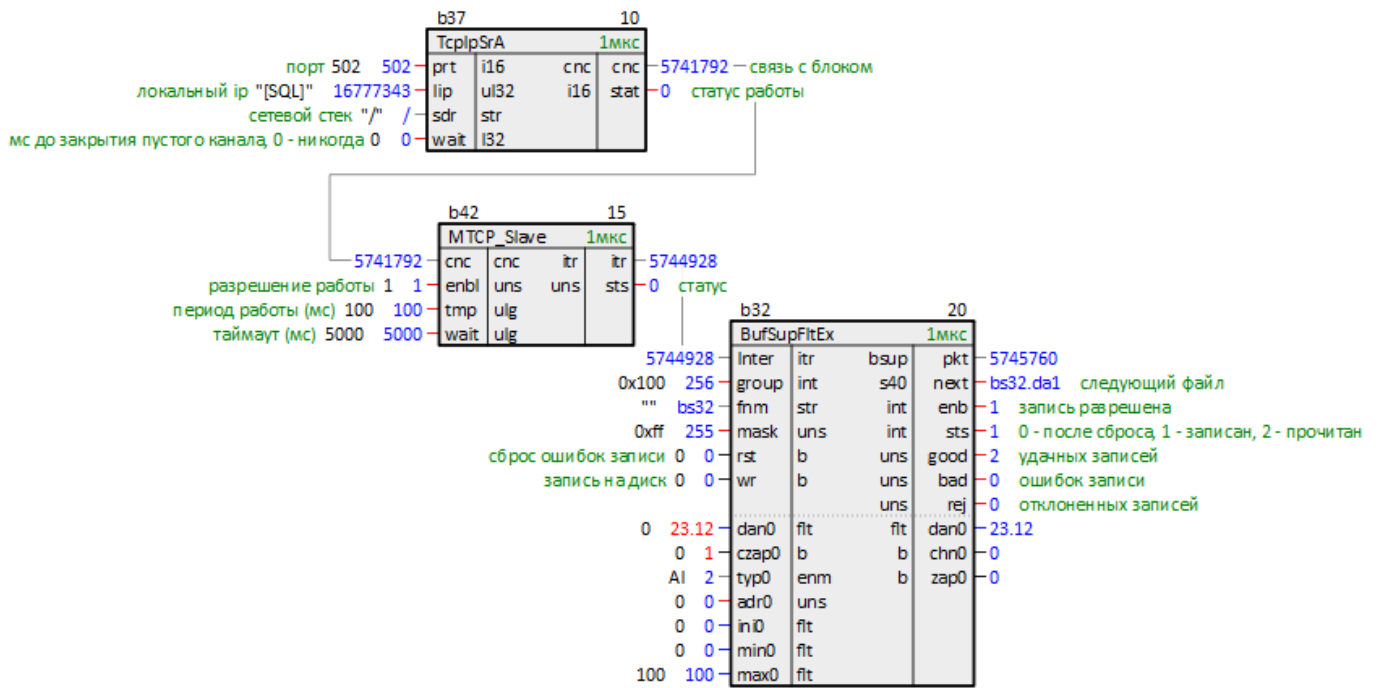 b37 10
TcpIpSrA 1мкс
порт 502 502 prt i16 cnc cnc 5741792 связь с блоком
локальный ip "[SQL]" 16777343 lip ul32 i16 stat 0 статус работы
сетевой стек "/" / sdr str
мс до закрытия пустого канала, 0 - никогда 0 0 wait l32
b42 15
MTCP_Slave 1мкс
5741792 cnc cnc itr itr 5744928
разрешение работы 1 1 enbl uns uns sts 0 статус
период работы (мс) 100 100 tmp ulg
таймаут (мс) 5000 5000 wait ulg
b32 20
BufSupFltEx 1мкс
5744928 Inter itr bsup pkt 5745760
0x100 256 group int s40 next bs32.da1 следующий файл
"" bs32 fnm str int enb 1 запись разрешена
0xff 255 mask uns int sts 1 0 - после сброса, 1 - записан, 2 - прочитан
сброс ошибок записи 0 0 rst b uns good 2 удачных записей
запись на диск 0 0 wr b uns bad 0 ошибок записи
uns rej 0 отклоненных записей
0 23.12 dan0 flt flt dan0 23.12
0 1 czap0 b b chn0 0
AI 2 typ0 enm b zap0 0
0 0 adr0 uns
0 0 ini0 flt
0 0 min0 flt
100 100 max0 flt